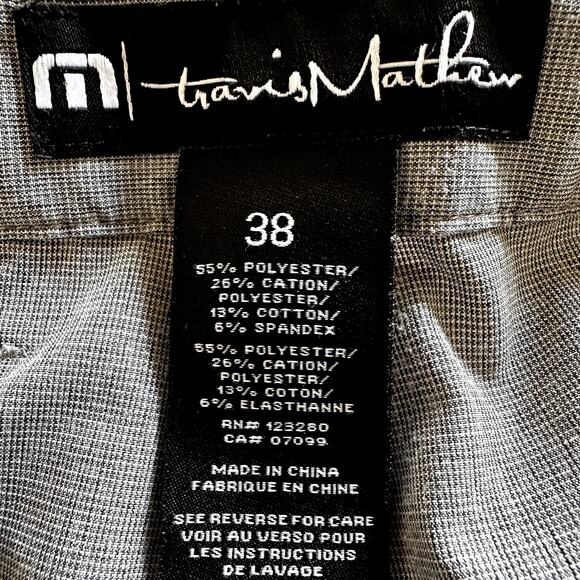 travisMathew
38
55% POLYESTER/
26% CATION/
POLYESTER/
13% COTTON/
6% SPANDEX
55% POLYESTER/
26% CATION/
POLYESTER/
13% COTON/
6% ELASTHANNE
RN# 123280
CA# 07099
MADE IN CHINA
FABRIQUE EN CHINE
SEE REVERSE FOR CARE
VOIR AU VERSO POUR
LES INSTRUCTIONS
DE LAVAGE